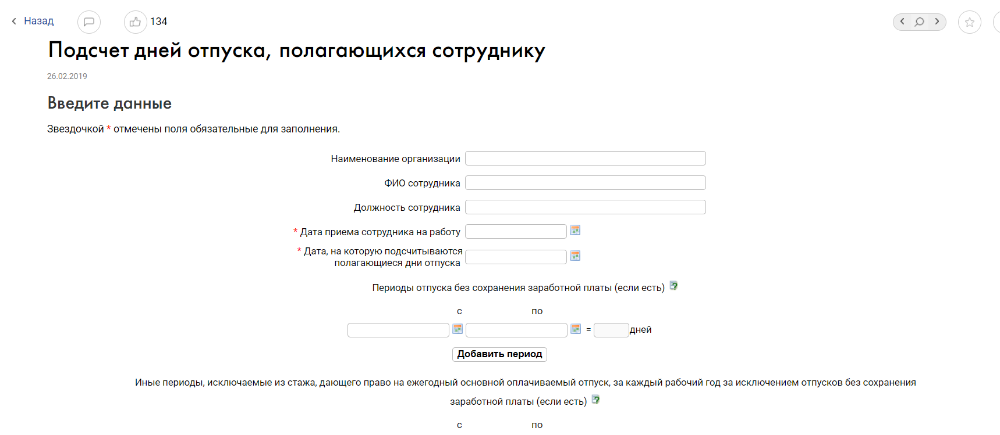 Назад
134
Подсчет дней отпуска, полагающихся сотруднику
26.02.2019
Введите данные
Звездочкой * отмечены поля обязательные для заполнения.
Наименование организации
ФИО сотрудника
Должность сотрудника
* Дата приема сотрудника на работу
* Дата, на которую подсчитываются
полагающиеся дни отпуска
Периоды отпуска без сохранения заработной платы (если есть)
с по
= дней
Добавить период
Иные периоды, исключаемые из стажа, дающего право на ежегодный основной оплачиваемый отпуск, за каждый рабочий год за исключением отпусков без сохранения
заработной платы (если есть)
с по